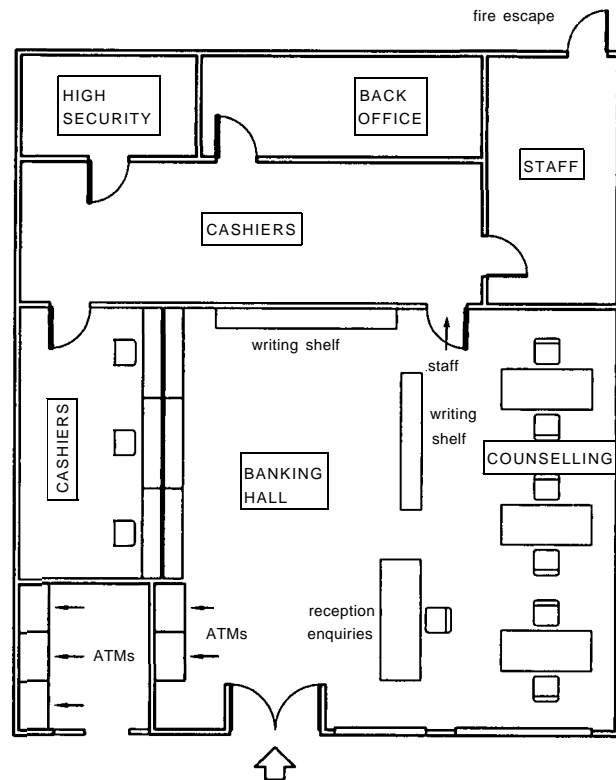 fire escape
HIGH
SECURITY
BACK
OFFICE
STAFF
CASHIERS
writing shelf
staff
writing
shelf
CASHIERS
BANKING
HALL
COUNSELLING
reception
enquiries
ATMs
ATMs